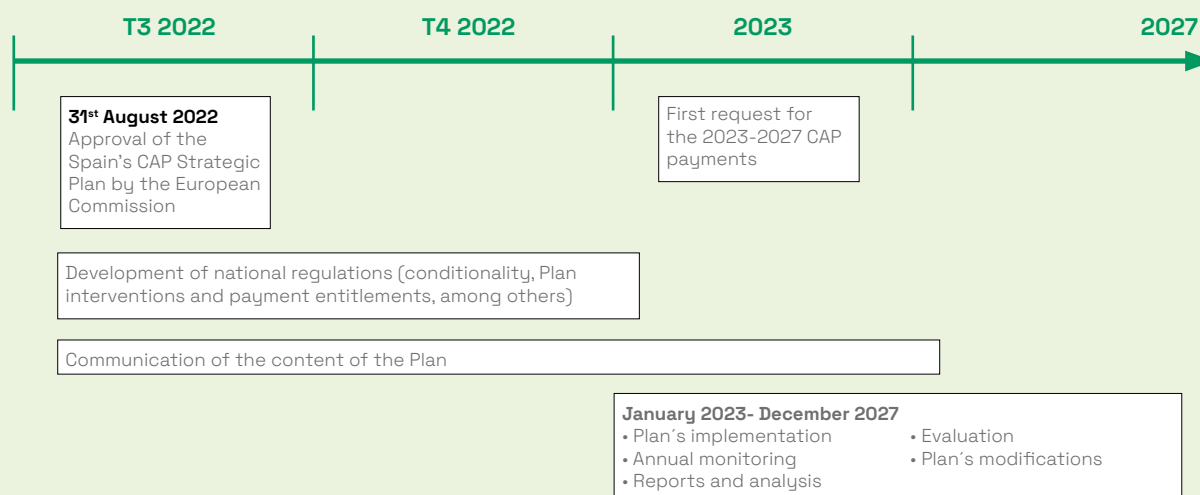 T3 2022
T4 2022
2023
2027
31st August 2022
Approval of the
Spain's CAP Strategic
Plan by the European
Commission
First request for
the 2023-2027 CAP
payments
Development of national regulations (conditionality, Plan
interventions and payment entitlements, among others)
Communication of the content of the Plan
January 2023- December 2027
• Plan´s implementation
• Annual monitoring
• Reports and analysis
• Evaluation
• Plan´s modifications